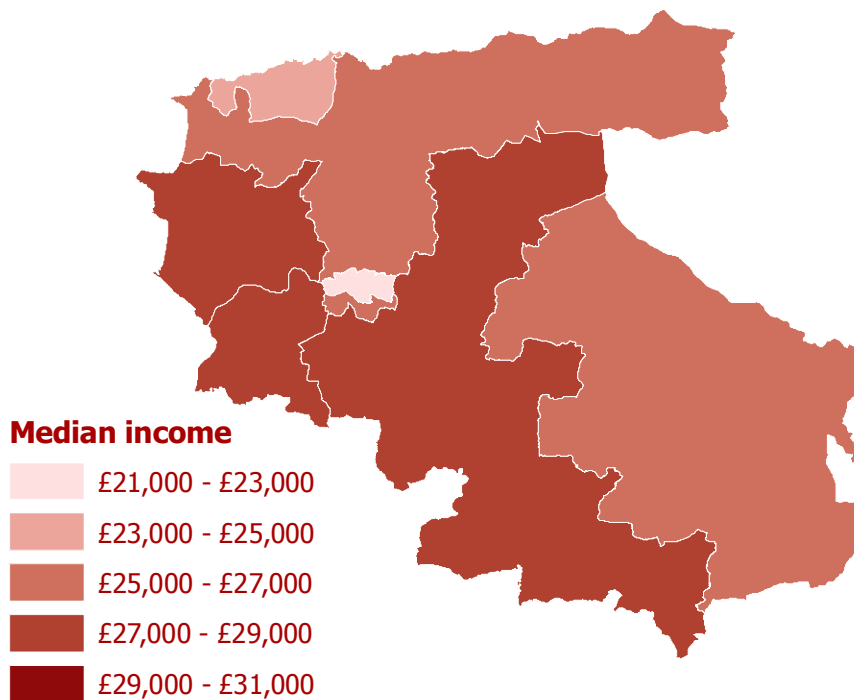 Median income
£21,000 - £23,000
£23,000 - £25,000
£25,000 - £27,000
£27,000 - £29,000
£29,000 - £31,000